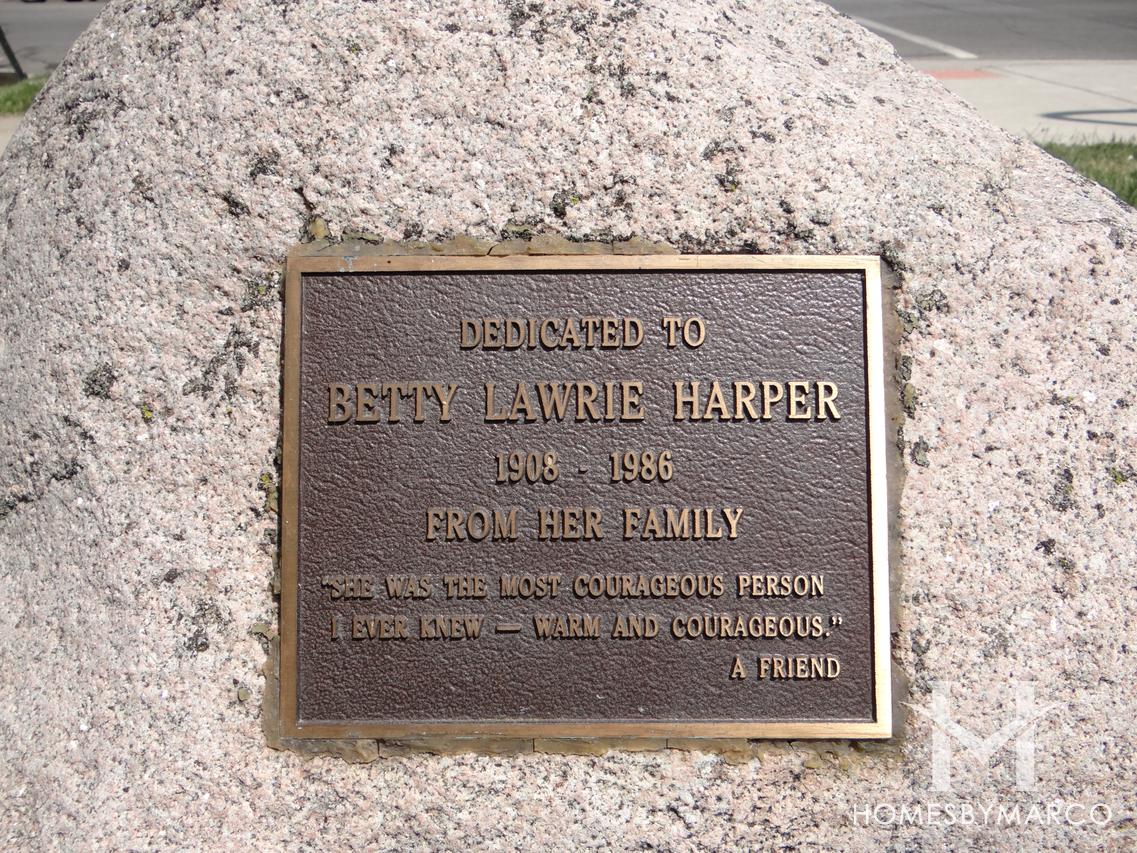 DEDICATED TO
BETTY LAWRIE HARPER
1908 - 1986
FROM HER FAMILY
"SHE WAS THE MOST COURAGEOUS PERSON
I EVER KNEW — WARM AND COURAGEOUS."
A FRIEND
M
HOMESBYMARCO